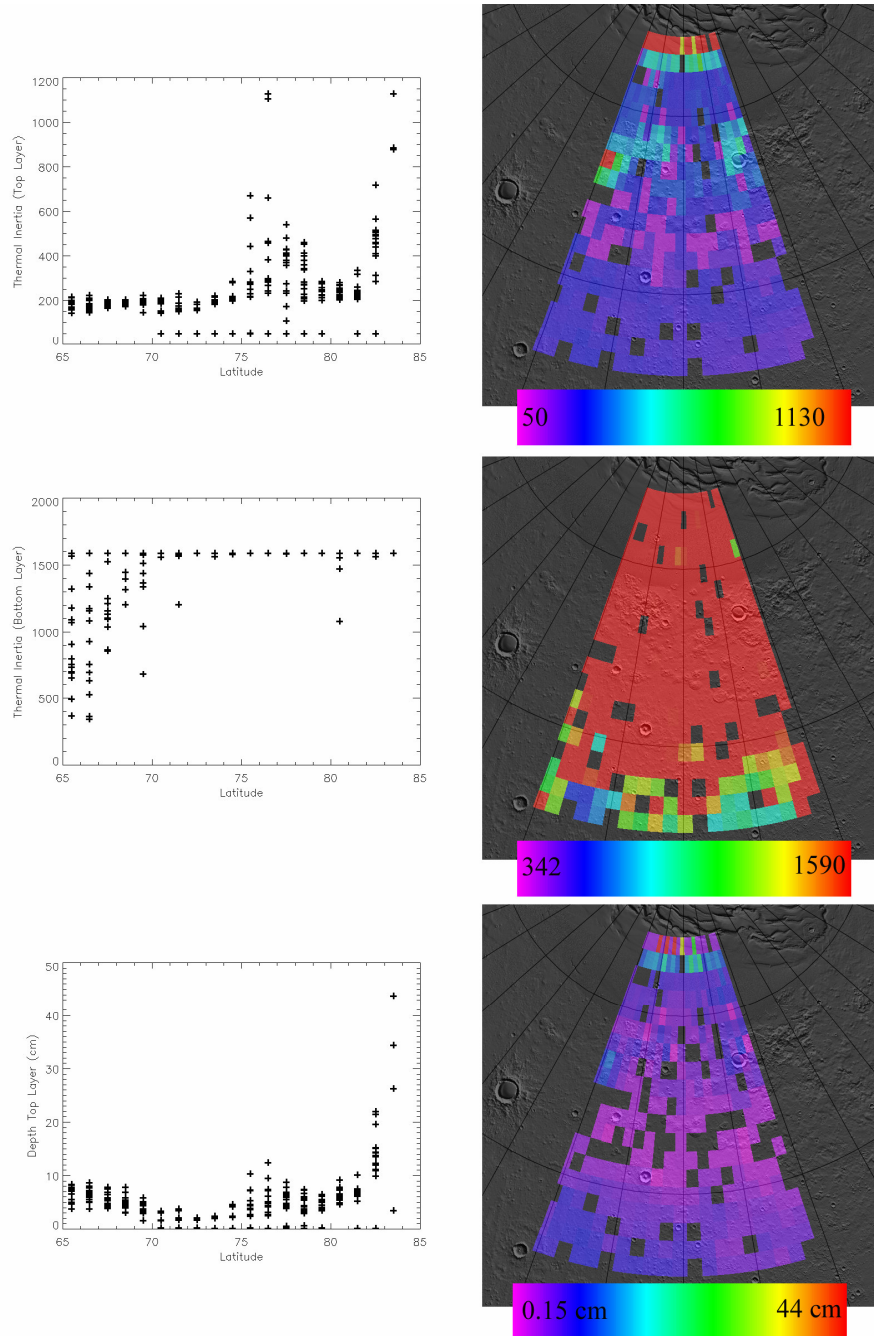 1200
1000
800
600
400
200
0
Thermal Inertia (Top Layer)
65 70 75 80 85
Latitude
50 1130
2000
1500
1000
500
0
Thermal Inertia (Bottom Layer)
65 70 75 80 85
Latitude
342 1590
50
40
30
20
10
0
Depth Top Layer (cm)
65 70 75 80 85
Latitude
0.15 cm 44 cm